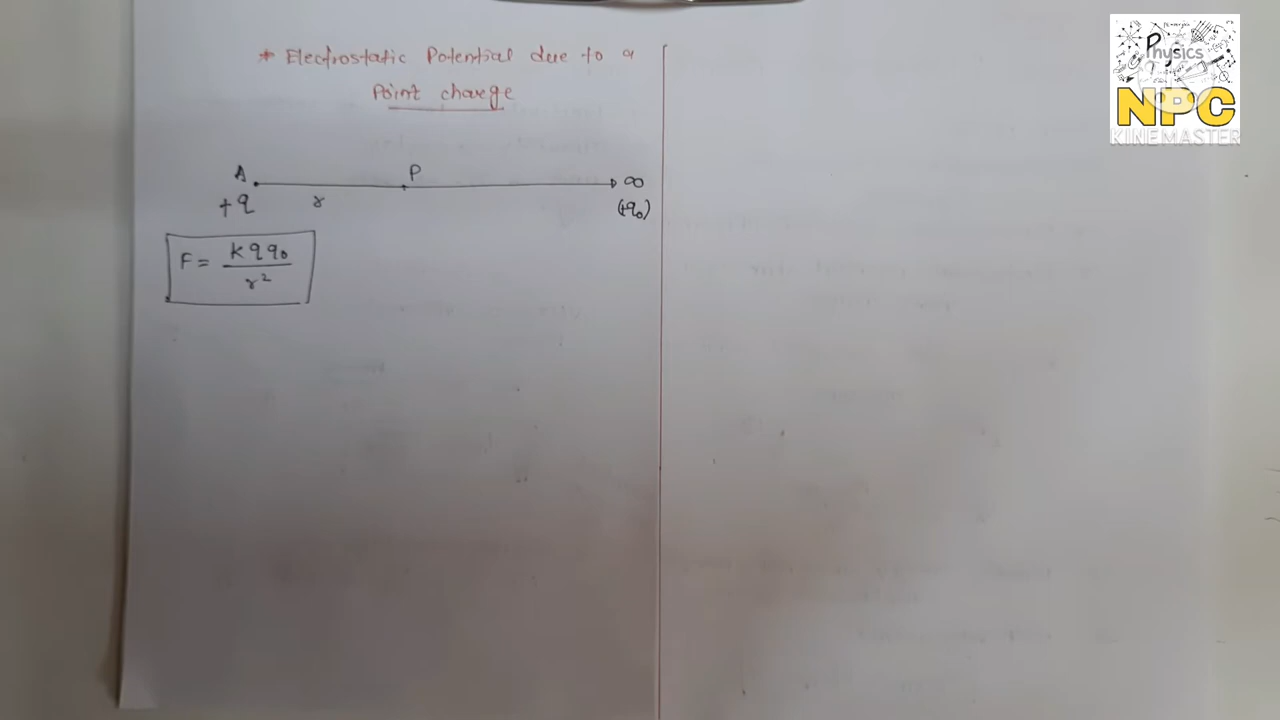 * Electrostatic Potential due to a
Point charge
A P ∞
+q r (+q₀)
F = kqq₀/r²
Physics
NPC
KINEMASTER